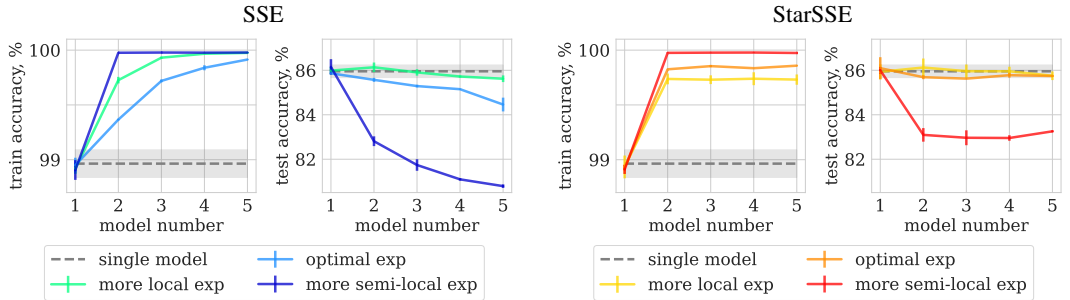 SSE
StarSSE
train accuracy, %
100
99
1 2 3 4 5
model number
test accuracy, %
86
84
82
1 2 3 4 5
model number
train accuracy, %
100
99
1 2 3 4 5
model number
test accuracy, %
86
84
82
1 2 3 4 5
model number
single model
optimal exp
more local exp
more semi-local exp
single model
optimal exp
more local exp
more semi-local exp